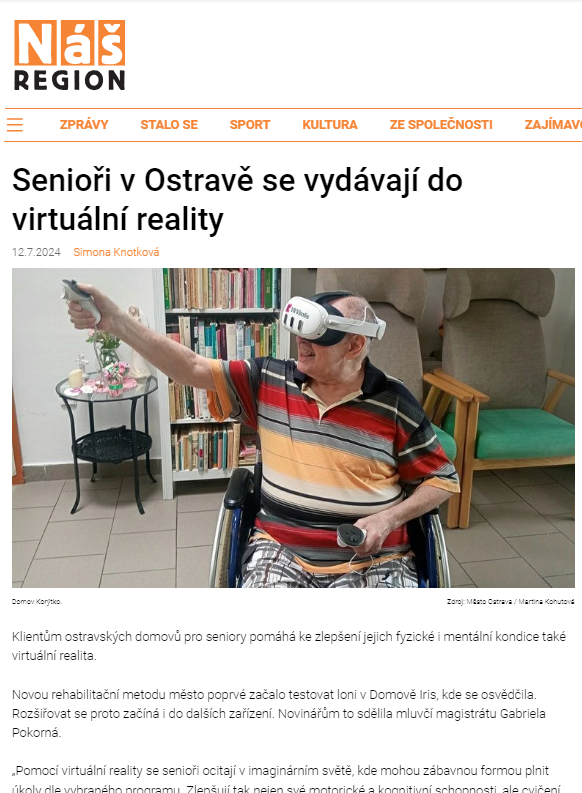 Náš
REGION
ZPRÁVY STALO SE SPORT KULTURA ZE SPOLEČNOSTI ZAJÍMAVO
Senioři v Ostravě se vydávají do
virtuální reality
12.7.2024 Simona Knotková
VR Vitalis
Domov Korýtko. Zdroj: Město Ostrava / Martina Kohutová
Klientům ostravských domovů pro seniory pomáhá ke zlepšení jejich fyzické i mentální kondice také
virtuální realita.
Novou rehabilitační metodu město poprvé začalo testovat loni v Domově Iris, kde se osvědčila.
Rozšiřovat se proto začíná i do dalších zařízení. Novinářům to sdělila mluvčí magistrátu Gabriela
Pokorná.
„Pomocí virtuální reality se senioři ocitají v imaginárním světě, kde mohou zábavnou formou plnit
úkoly dle vybraného programu. Zlepšují tak nejen své motorické a kognitivní schopnosti, ale cvičení